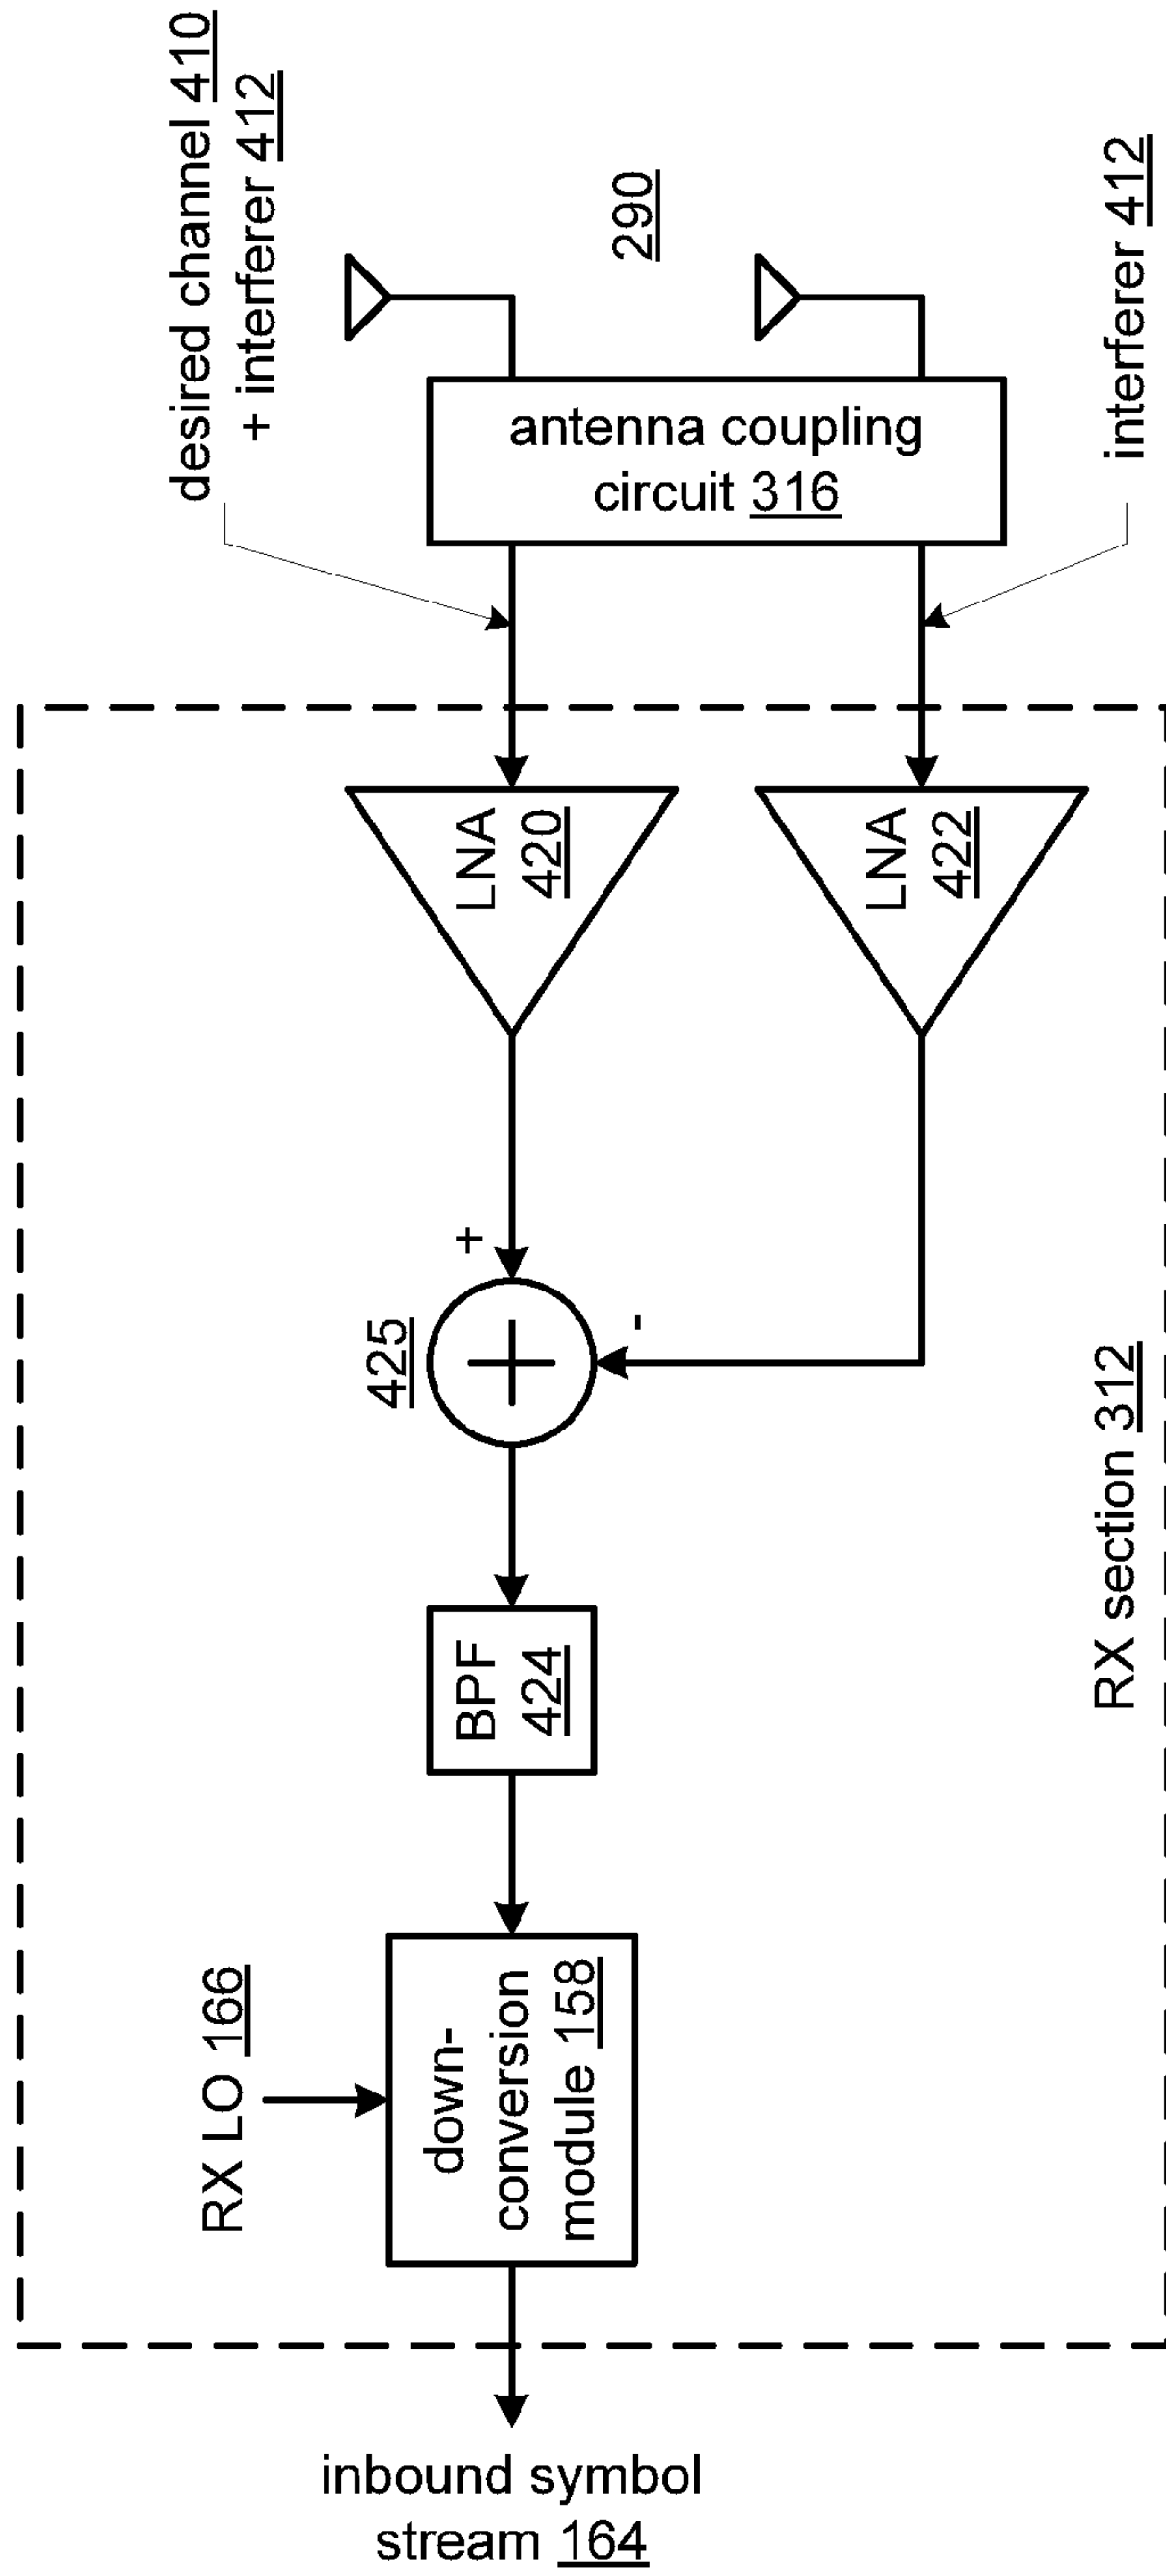 desired channel 410
+ interferer 412
290
antenna coupling
circuit 316
interferer 412
LNA
420
LNA
422
+
-
425
BPF
424
RX LO 166
down-
conversion
module 158
RX section 312
inbound symbol
stream 164